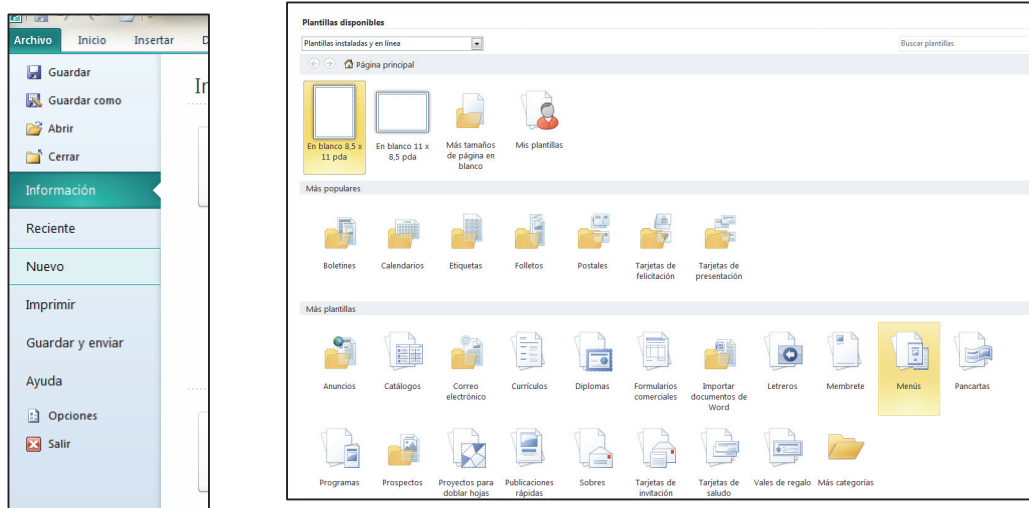 Archivo Inicio Insertar D
Guardar
Guardar como
Abrir
Cerrar
Información
Reciente
Nuevo
Imprimir
Guardar y enviar
Ayuda
Opciones
Salir
Plantillas disponibles
Plantillas instaladas y en línea
Buscar plantillas
Página principal
En blanco 8,5 x
11 pda
En blanco 11 x
8,5 pda
Más tamaños
de página en
blanco
Mis plantillas
Más populares
Boletines
Calendarios
Etiquetas
Folletos
Postales
Tarjetas de
felicitación
Tarjetas de
presentación
Más plantillas
Anuncios
Catálogos
Correo
electrónico
Currículos
Diplomas
Formularios
comerciales
Importar
documentos de
Word
Letreros
Membrete
Menús
Pancartas
Programas
Prospectos
Proyectos para
doblar hojas
Publicaciones
rápidas
Sobres
Tarjetas de
invitación
Tarjetas de
saludo
Vales de regalo
Más categorías